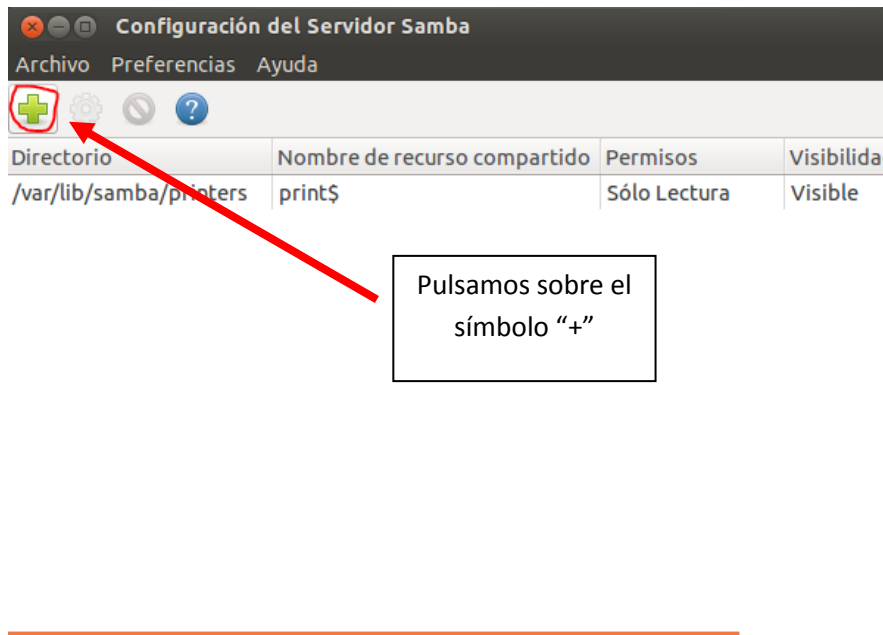 Configuración del Servidor Samba
Archivo Preferencias Ayuda
Directorio Nombre de recurso compartido Permisos Visibilida
/var/lib/samba/printers print$ Sólo Lectura Visible
Pulsamos sobre el
símbolo “+”